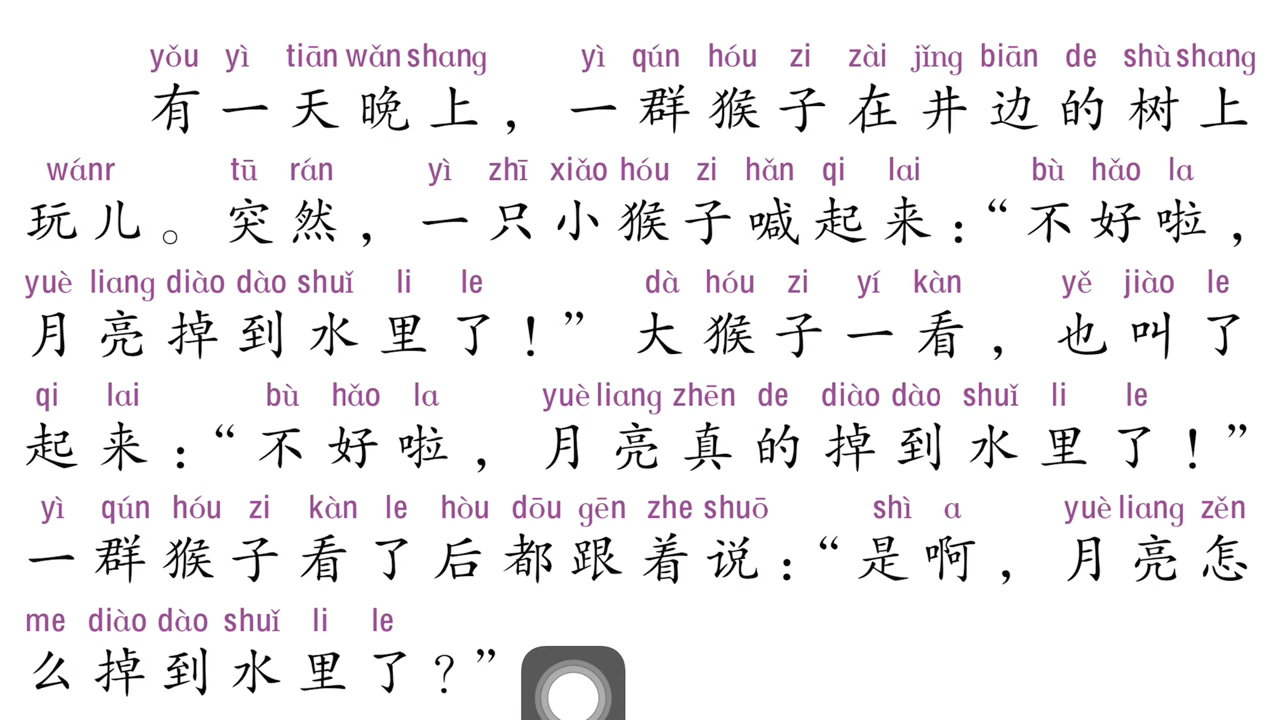 yǒu yì tiān wǎn shang yì qún hóu zi zài jǐng biān de shù shang
有一天晚上，一群猴子在井边的树上
wánr tū rán yì zhī xiǎo hóu zi hǎn qi lai bù hǎo la
玩儿。突然，一只小猴子喊起来：“不好啦，
yuè liang diào dào shuǐ li le dà hóu zi yí kàn yě jiào le
月亮掉到水里了！” 大猴子一看，也叫了
qi lai bù hǎo la yuè liang zhēn de diào dào shuǐ li le
起来：“不好啦，月亮真的掉到水里了！”
yì qún hóu zi kàn le hòu dōu gēn zhe shuō shì a yuè liang zěn
一群猴子看了后都跟着说：“是啊，月亮怎
me diào dào shuǐ li le
么掉到水里了？”